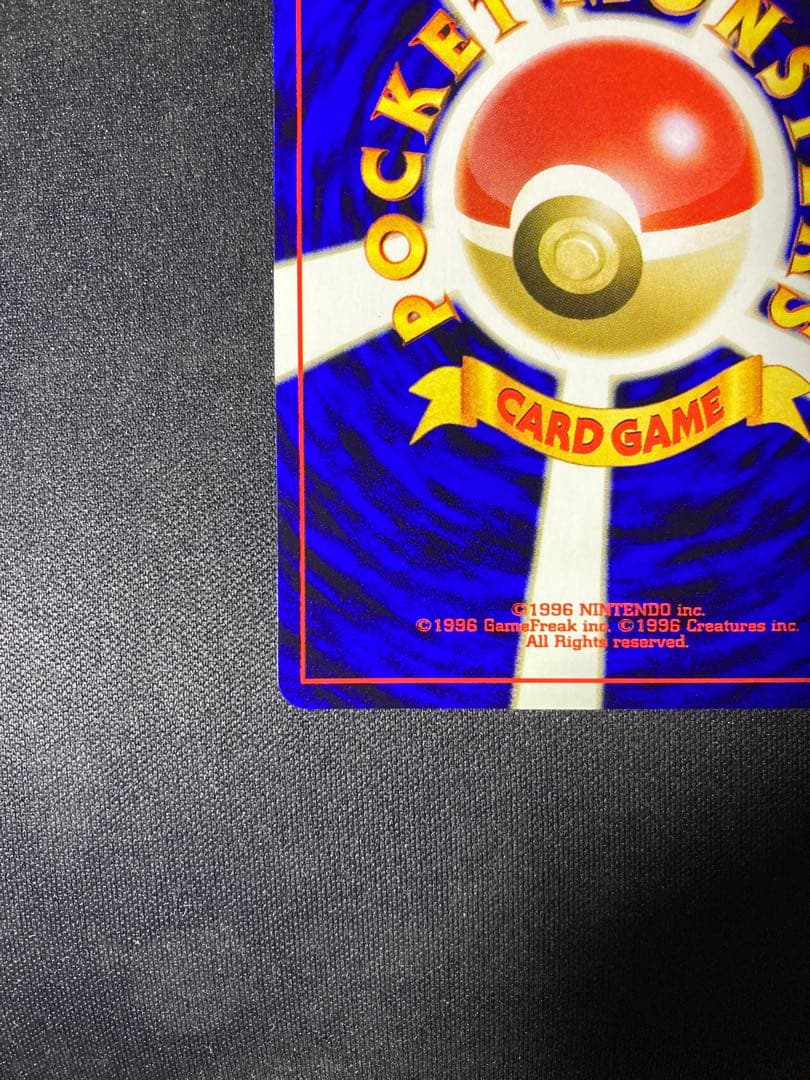 POCKET MONSTERS
CARD GAME
©1996 NINTENDO inc.
©1996 GameFreak inc. ©1996 Creatures inc.
All Rights reserved.